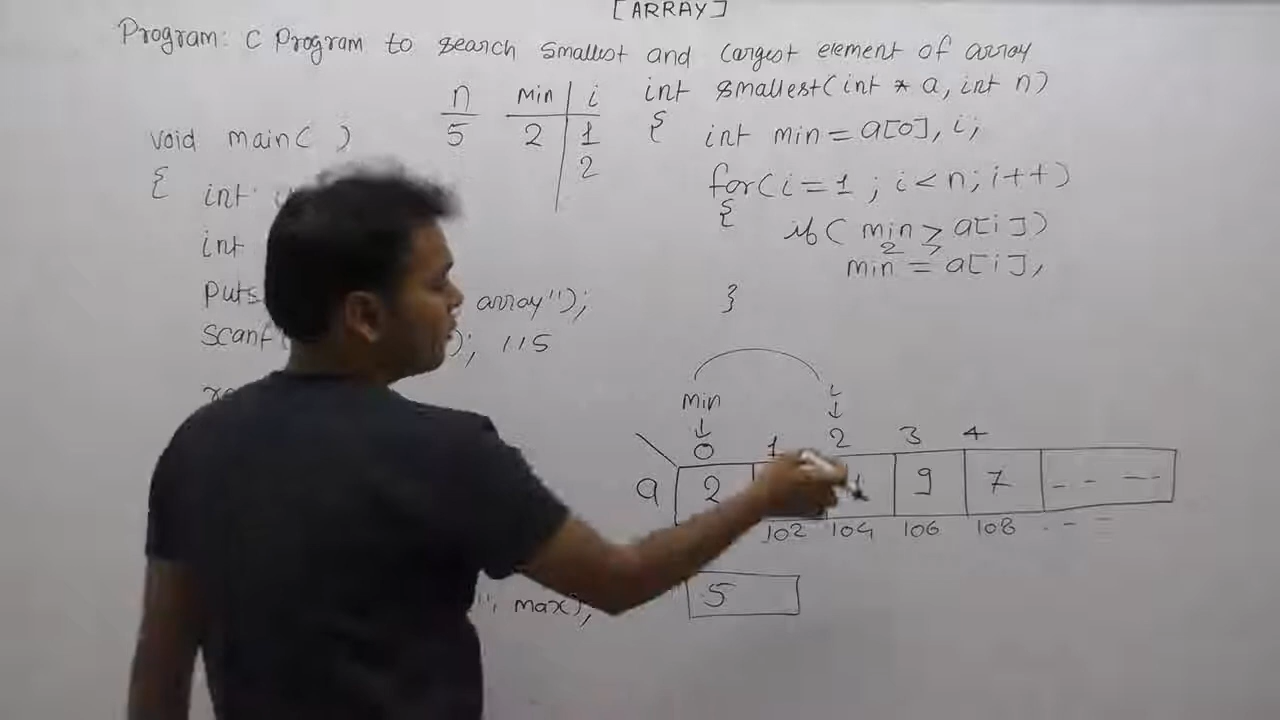 [ARRAY]
Program: C Program to search smallest and largest element of array
n min i
5 2 1
2
void main( )
{ int
int
puts array");
scanf( ); 115
", max);
int smallest(int * a, int n)
{ int min = a[0], i;
for(i=1 ; i<n; i++)
{ if( min > a[i])
2
min = a[i],
}
min i
0 1 2 3 4
a 2 9 7 -- --
102 104 106 108 . - =
5